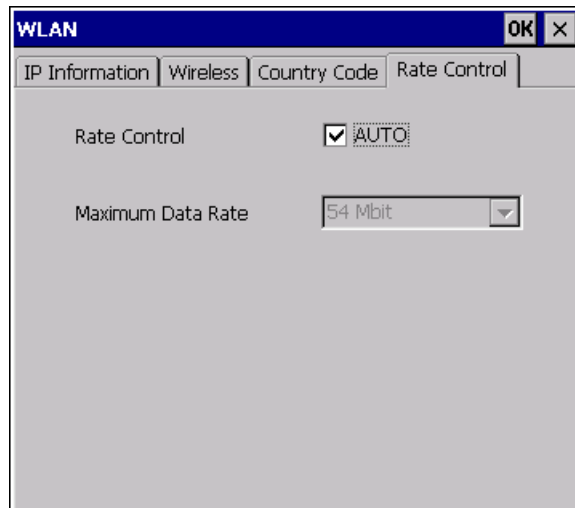 WLAN OK ×
IP Information Wireless Country Code Rate Control
Rate Control AUTO
Maximum Data Rate 54 Mbit